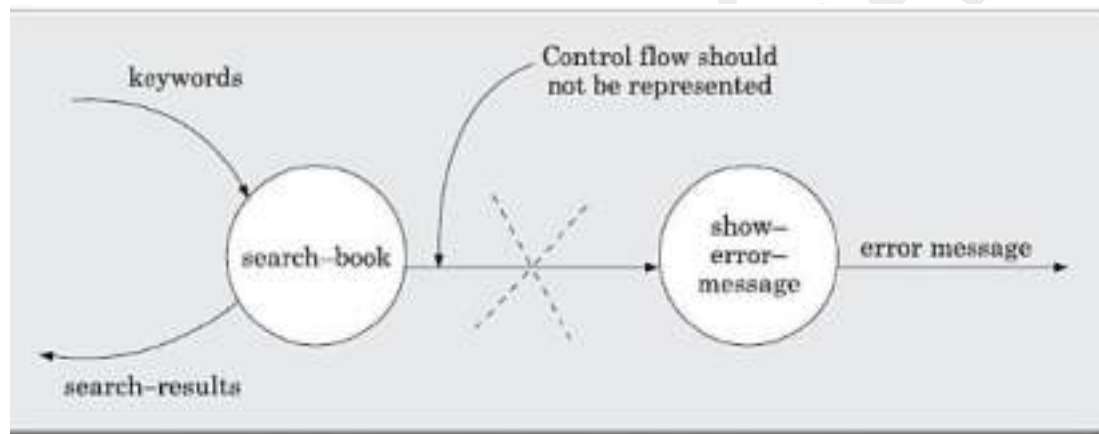 keywords
Control flow should
not be represented
search–book
show–
error–
message
error message
search–results